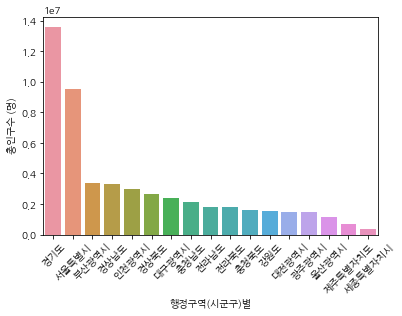 1e7
1.4
1.2
1.0
0.8
0.6
0.4
0.2
0.0
총인구수 (명)
경기도
서울특별시
부산광역시
경상남도
인천광역시
경상북도
대구광역시
충청남도
전라남도
전라북도
충청북도
강원도
대전광역시
광주광역시
울산광역시
제주특별자치도
세종특별자치시
행정구역(시군구)별